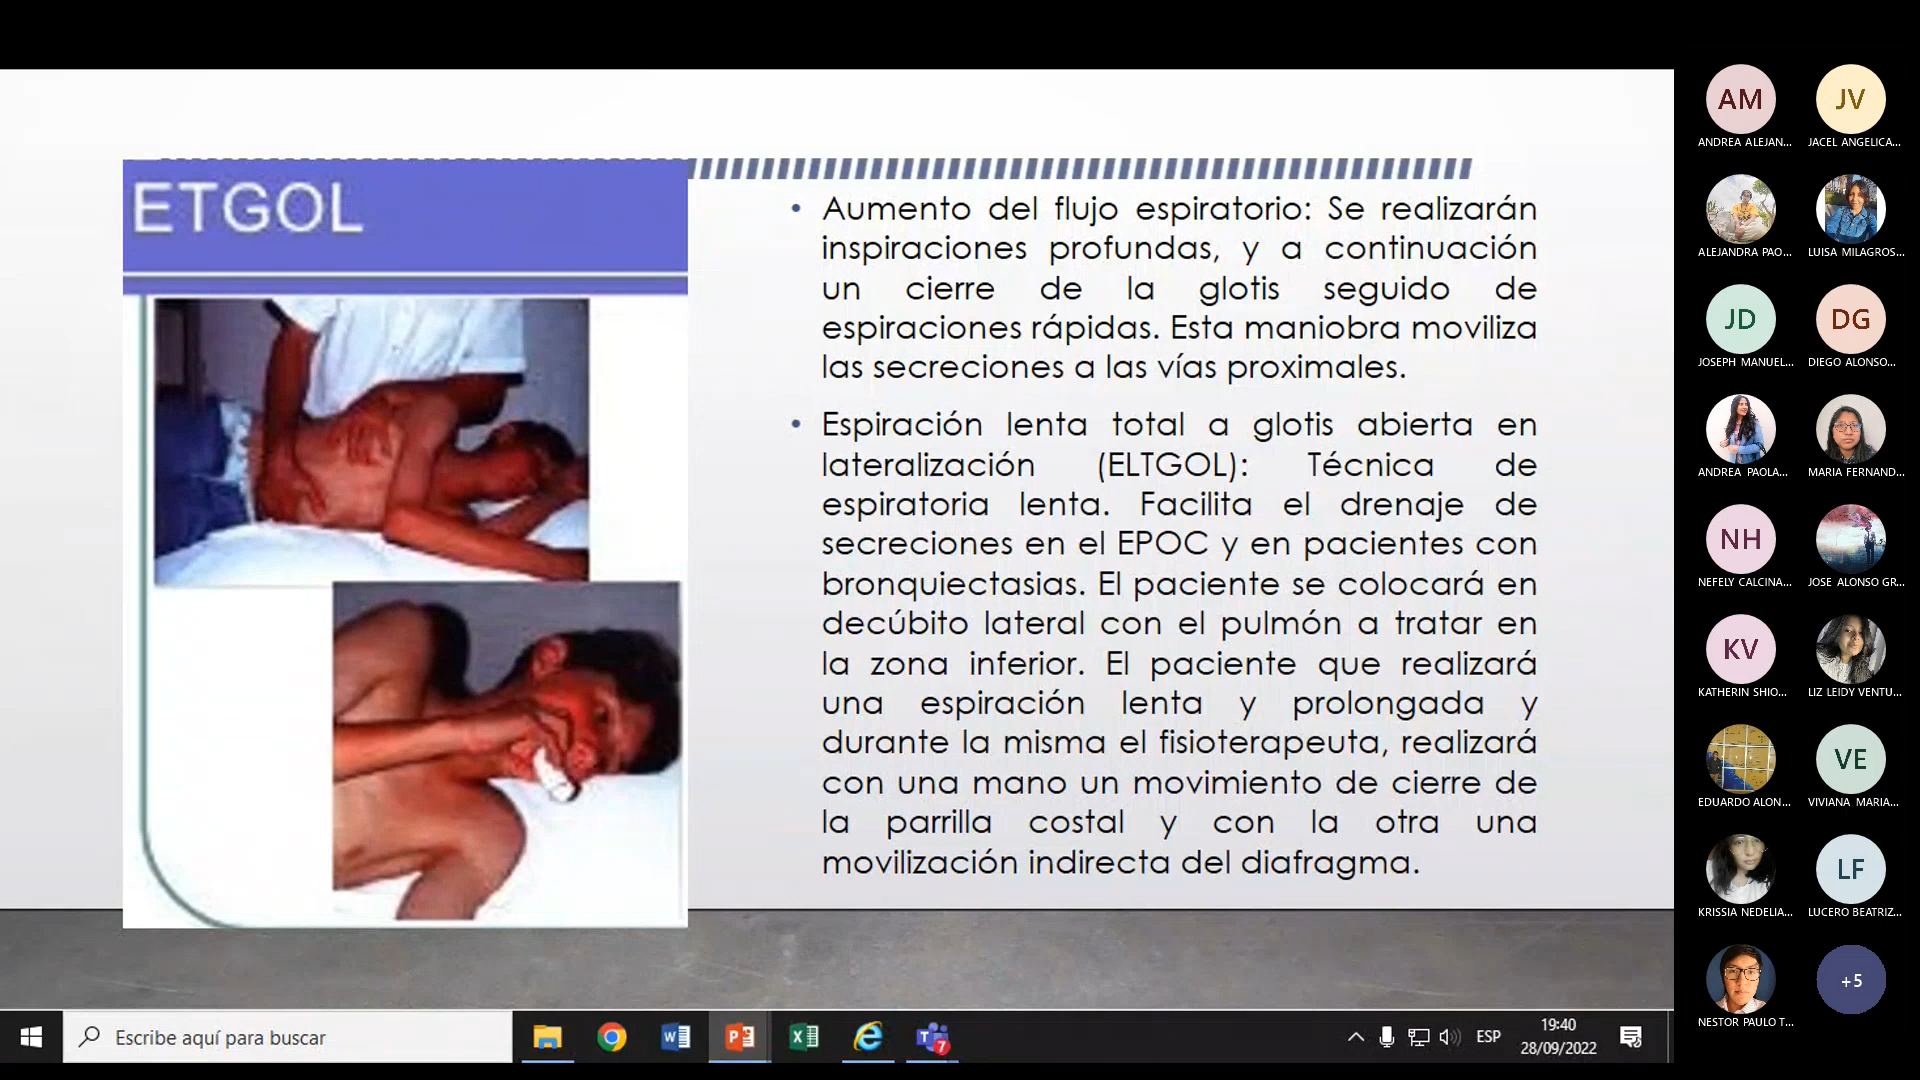 ETGOL
• Aumento del flujo espiratorio: Se realizarán
inspiraciones profundas, y a continuación
un cierre de la glotis seguido de
espiraciones rápidas. Esta maniobra moviliza
las secreciones a las vías proximales.
• Espiración lenta total a glotis abierta en
lateralización (ELTGOL): Técnica de
espiratoria lenta. Facilita el drenaje de
secreciones en el EPOC y en pacientes con
bronquiectasias. El paciente se colocará en
decúbito lateral con el pulmón a tratar en
la zona inferior. El paciente que realizará
una espiración lenta y prolongada y
durante la misma el fisioterapeuta, realizará
con una mano un movimiento de cierre de
la parrilla costal y con la otra una
movilización indirecta del diafragma.
AM
ANDREA ALEJAN...
JV
JACEL ANGELICA...
ALEJANDRA PAO...
LUISA MILAGROS...
JD
JOSEPH MANUEL...
DG
DIEGO ALONSO...
ANDREA PAOLA...
MARIA FERNAND...
NH
NEFELY CALCINA...
JOSE ALONSO GR...
KV
KATHERIN SHIO...
LIZ LEIDY VENTU...
EDUARDO ALON...
VE
VIVIANA MARIA...
KRISSIA NEDELIA...
LF
LUCERO BEATRIZ...
NESTOR PAULO T...
+5
Escribe aquí para buscar
7
ESP
19:40
28/09/2022